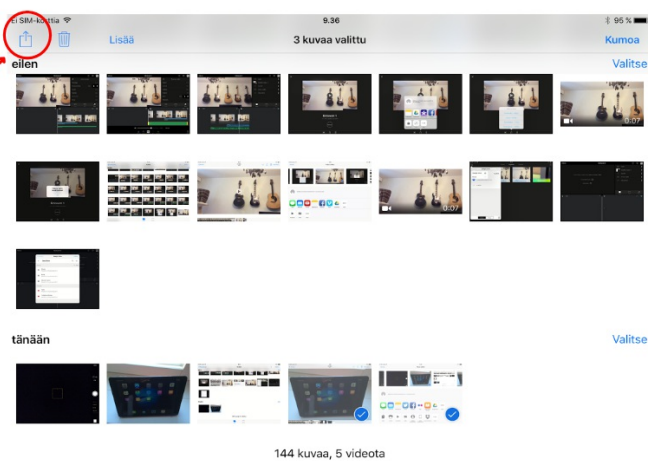 Ei SIM-korttia 9.36 95 %
Lisää 3 kuvaa valittu Kumoa
eilen Valitse
0:07
0:07
tänään Valitse
144 kuvaa, 5 videota